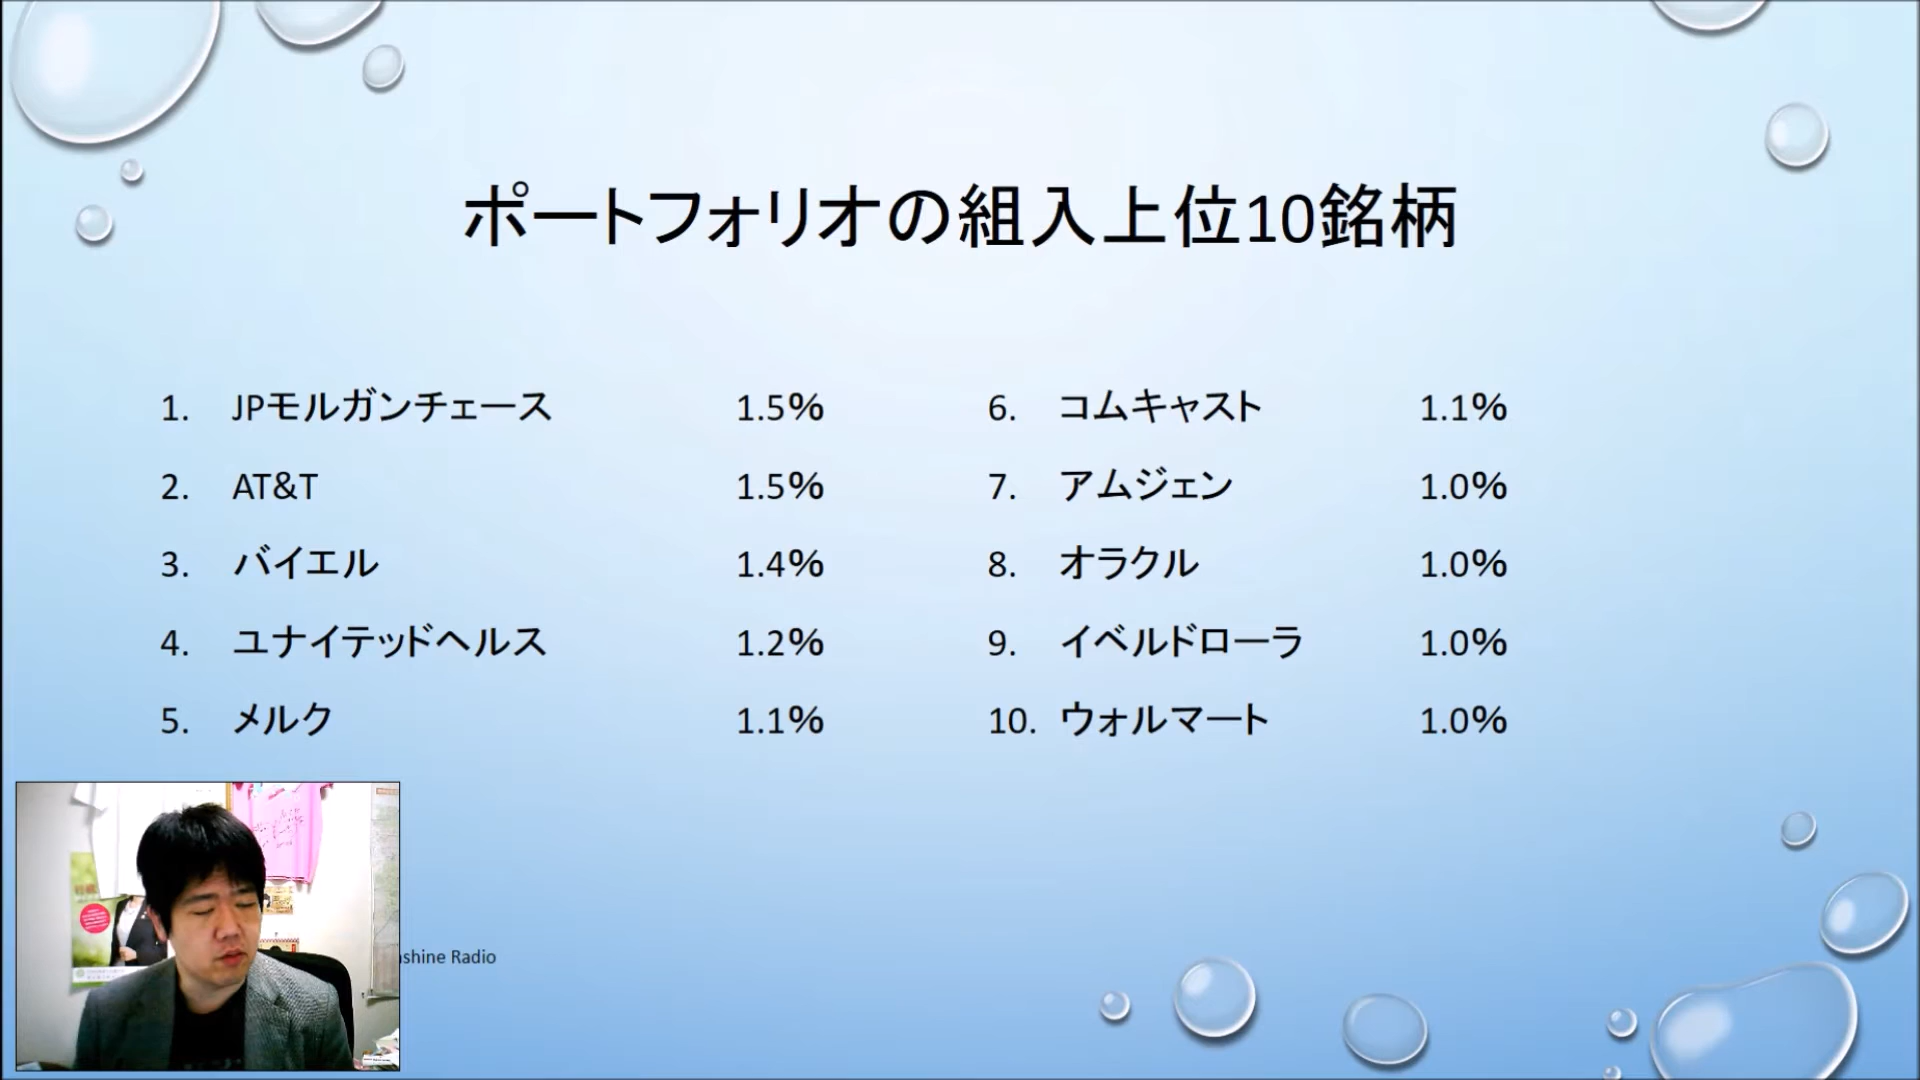 ポートフォリオの組入上位10銘柄
1. JPモルガンチェース 1.5%
2. AT&T 1.5%
3. バイエル 1.4%
4. ユナイテッドヘルス 1.2%
5. メルク 1.1%
6. コムキャスト 1.1%
7. アムジェン 1.0%
8. オラクル 1.0%
9. イベルドローラ 1.0%
10. ウォルマート 1.0%
shine Radio